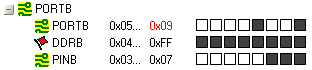 PORTB
PORTB 0x05... 0x09
DDRB 0x04... 0xFF
PINB 0x03... 0x07